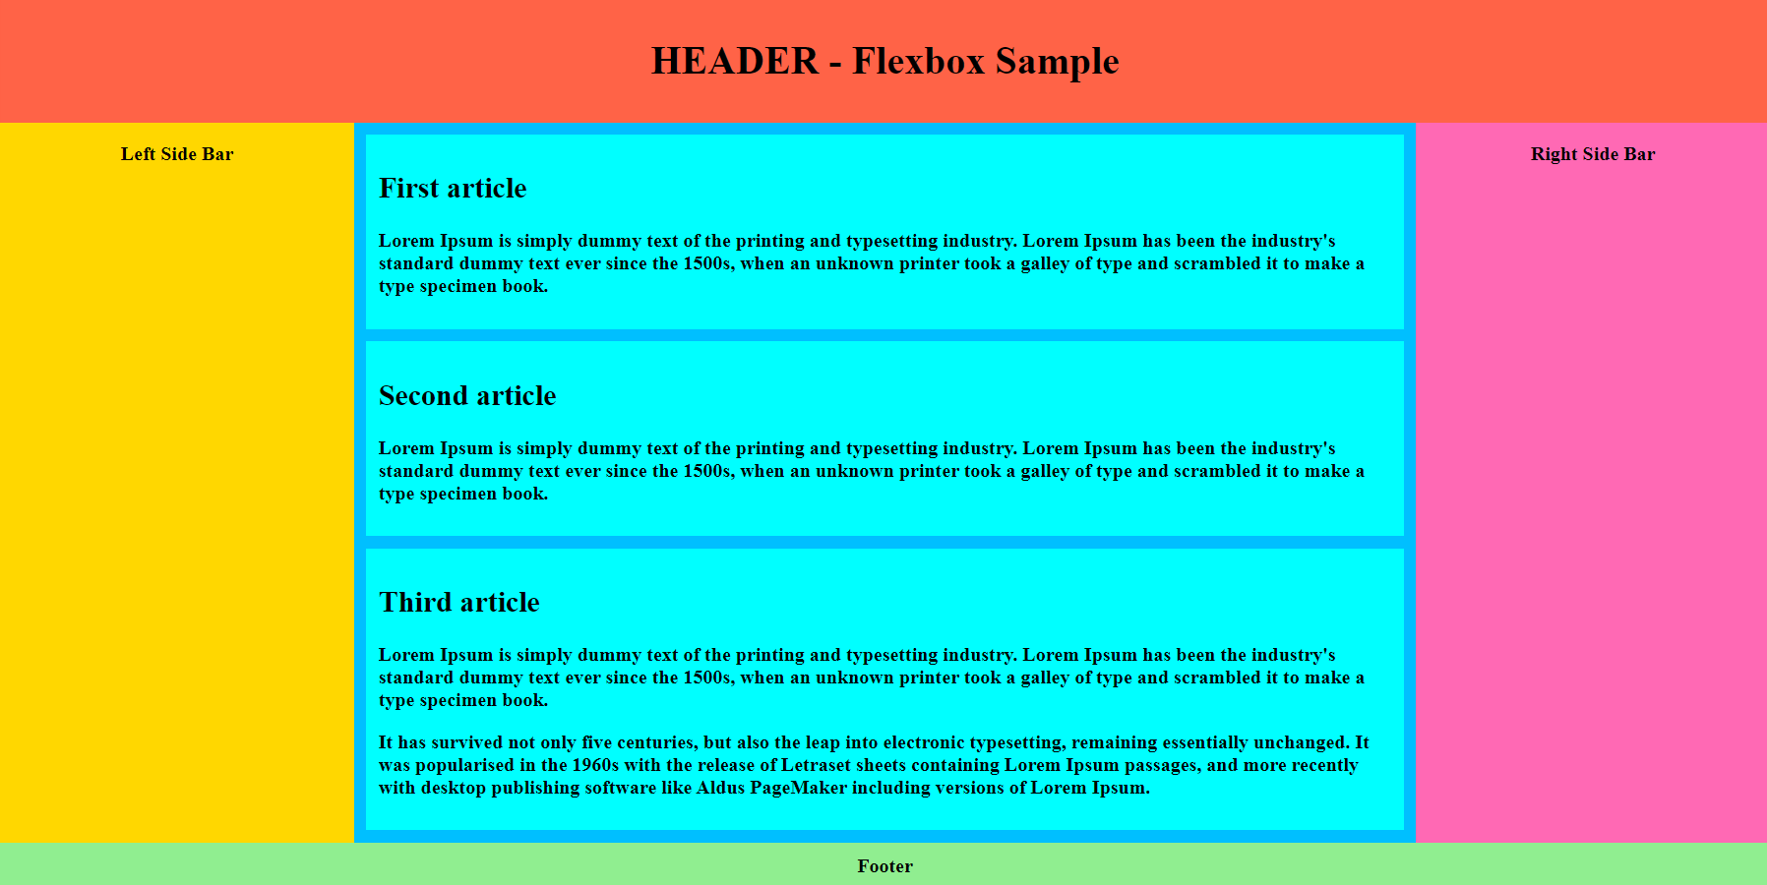 HEADER - Flexbox Sample
Left Side Bar
First article
Lorem Ipsum is simply dummy text of the printing and typesetting industry. Lorem Ipsum has been the industry's
standard dummy text ever since the 1500s, when an unknown printer took a galley of type and scrambled it to make a
type specimen book.
Second article
Lorem Ipsum is simply dummy text of the printing and typesetting industry. Lorem Ipsum has been the industry's
standard dummy text ever since the 1500s, when an unknown printer took a galley of type and scrambled it to make a
type specimen book.
Third article
Lorem Ipsum is simply dummy text of the printing and typesetting industry. Lorem Ipsum has been the industry's
standard dummy text ever since the 1500s, when an unknown printer took a galley of type and scrambled it to make a
type specimen book.
It has survived not only five centuries, but also the leap into electronic typesetting, remaining essentially unchanged. It
was popularised in the 1960s with the release of Letraset sheets containing Lorem Ipsum passages, and more recently
with desktop publishing software like Aldus PageMaker including versions of Lorem Ipsum.
Right Side Bar
Footer